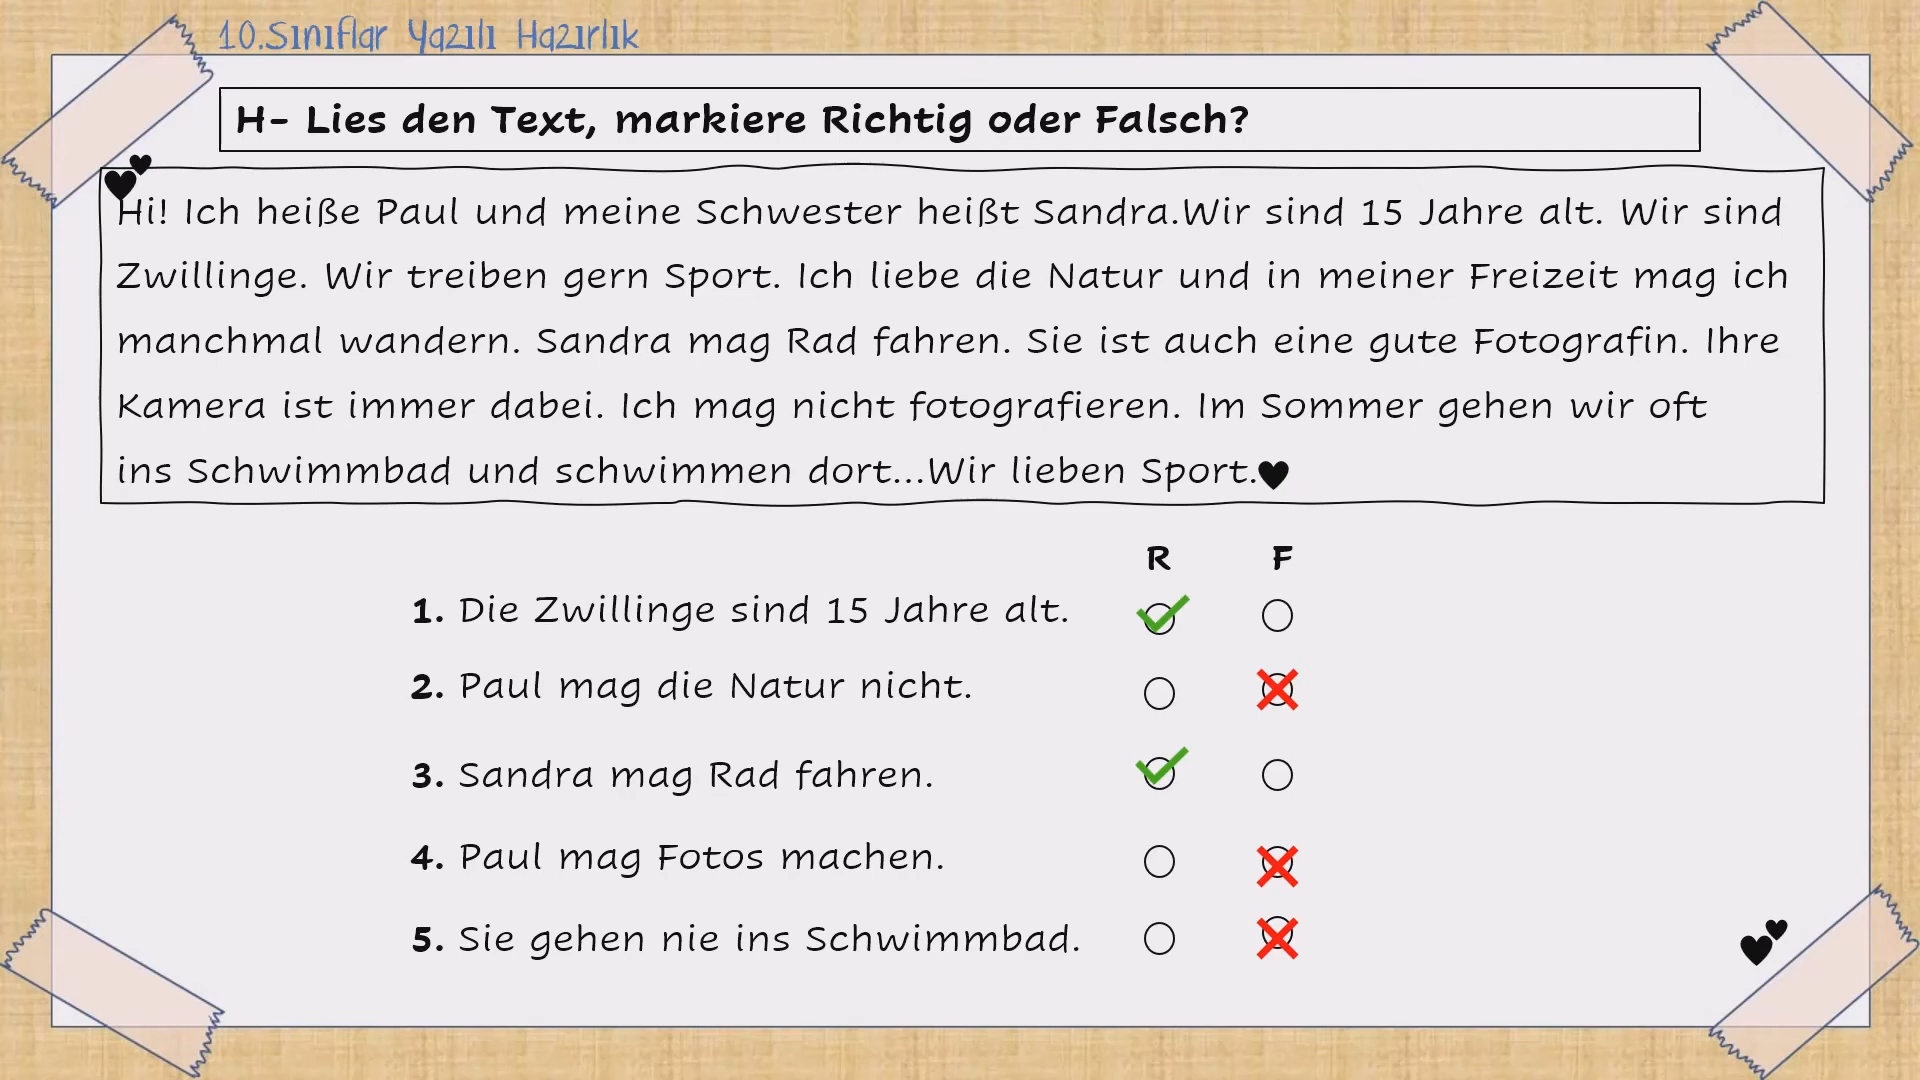 10.Sınıflar Yazılı Hazırlık
H- Lies den Text, markiere Richtig oder Falsch?
Hi! Ich heiße Paul und meine Schwester heißt Sandra.Wir sind 15 Jahre alt. Wir sind
Zwillinge. Wir treiben gern Sport. Ich liebe die Natur und in meiner Freizeit mag ich
manchmal wandern. Sandra mag Rad fahren. Sie ist auch eine gute Fotografin. Ihre
Kamera ist immer dabei. Ich mag nicht fotografieren. Im Sommer gehen wir oft
ins Schwimmbad und schwimmen dort...Wir lieben Sport.
R F
1. Die Zwillinge sind 15 Jahre alt.
2. Paul mag die Natur nicht.
3. Sandra mag Rad fahren.
4. Paul mag Fotos machen.
5. Sie gehen nie ins Schwimmbad.